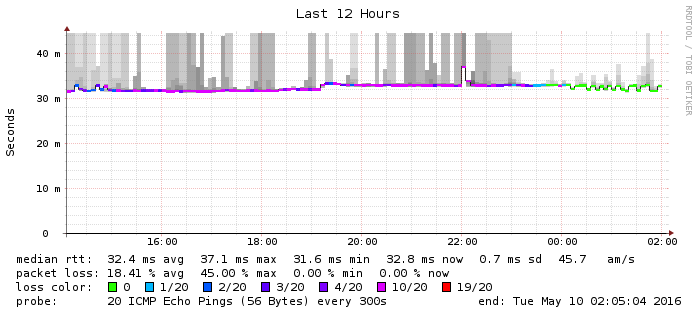 Last 12 Hours
RRDTOOL / TOBI OETIKER
Seconds
40 m
30 m
20 m
10 m
0
16:00 18:00 20:00 22:00 00:00 02:00
median rtt: 32.4 ms avg 37.1 ms max 31.6 ms min 32.8 ms now 0.7 ms sd 45.7 am/s
packet loss: 18.41 % avg 45.00 % max 0.00 % min 0.00 % now
loss color: 0 1/20 2/20 3/20 4/20 10/20 19/20
probe: 20 ICMP Echo Pings (56 Bytes) every 300s end: Tue May 10 02:05:04 2016